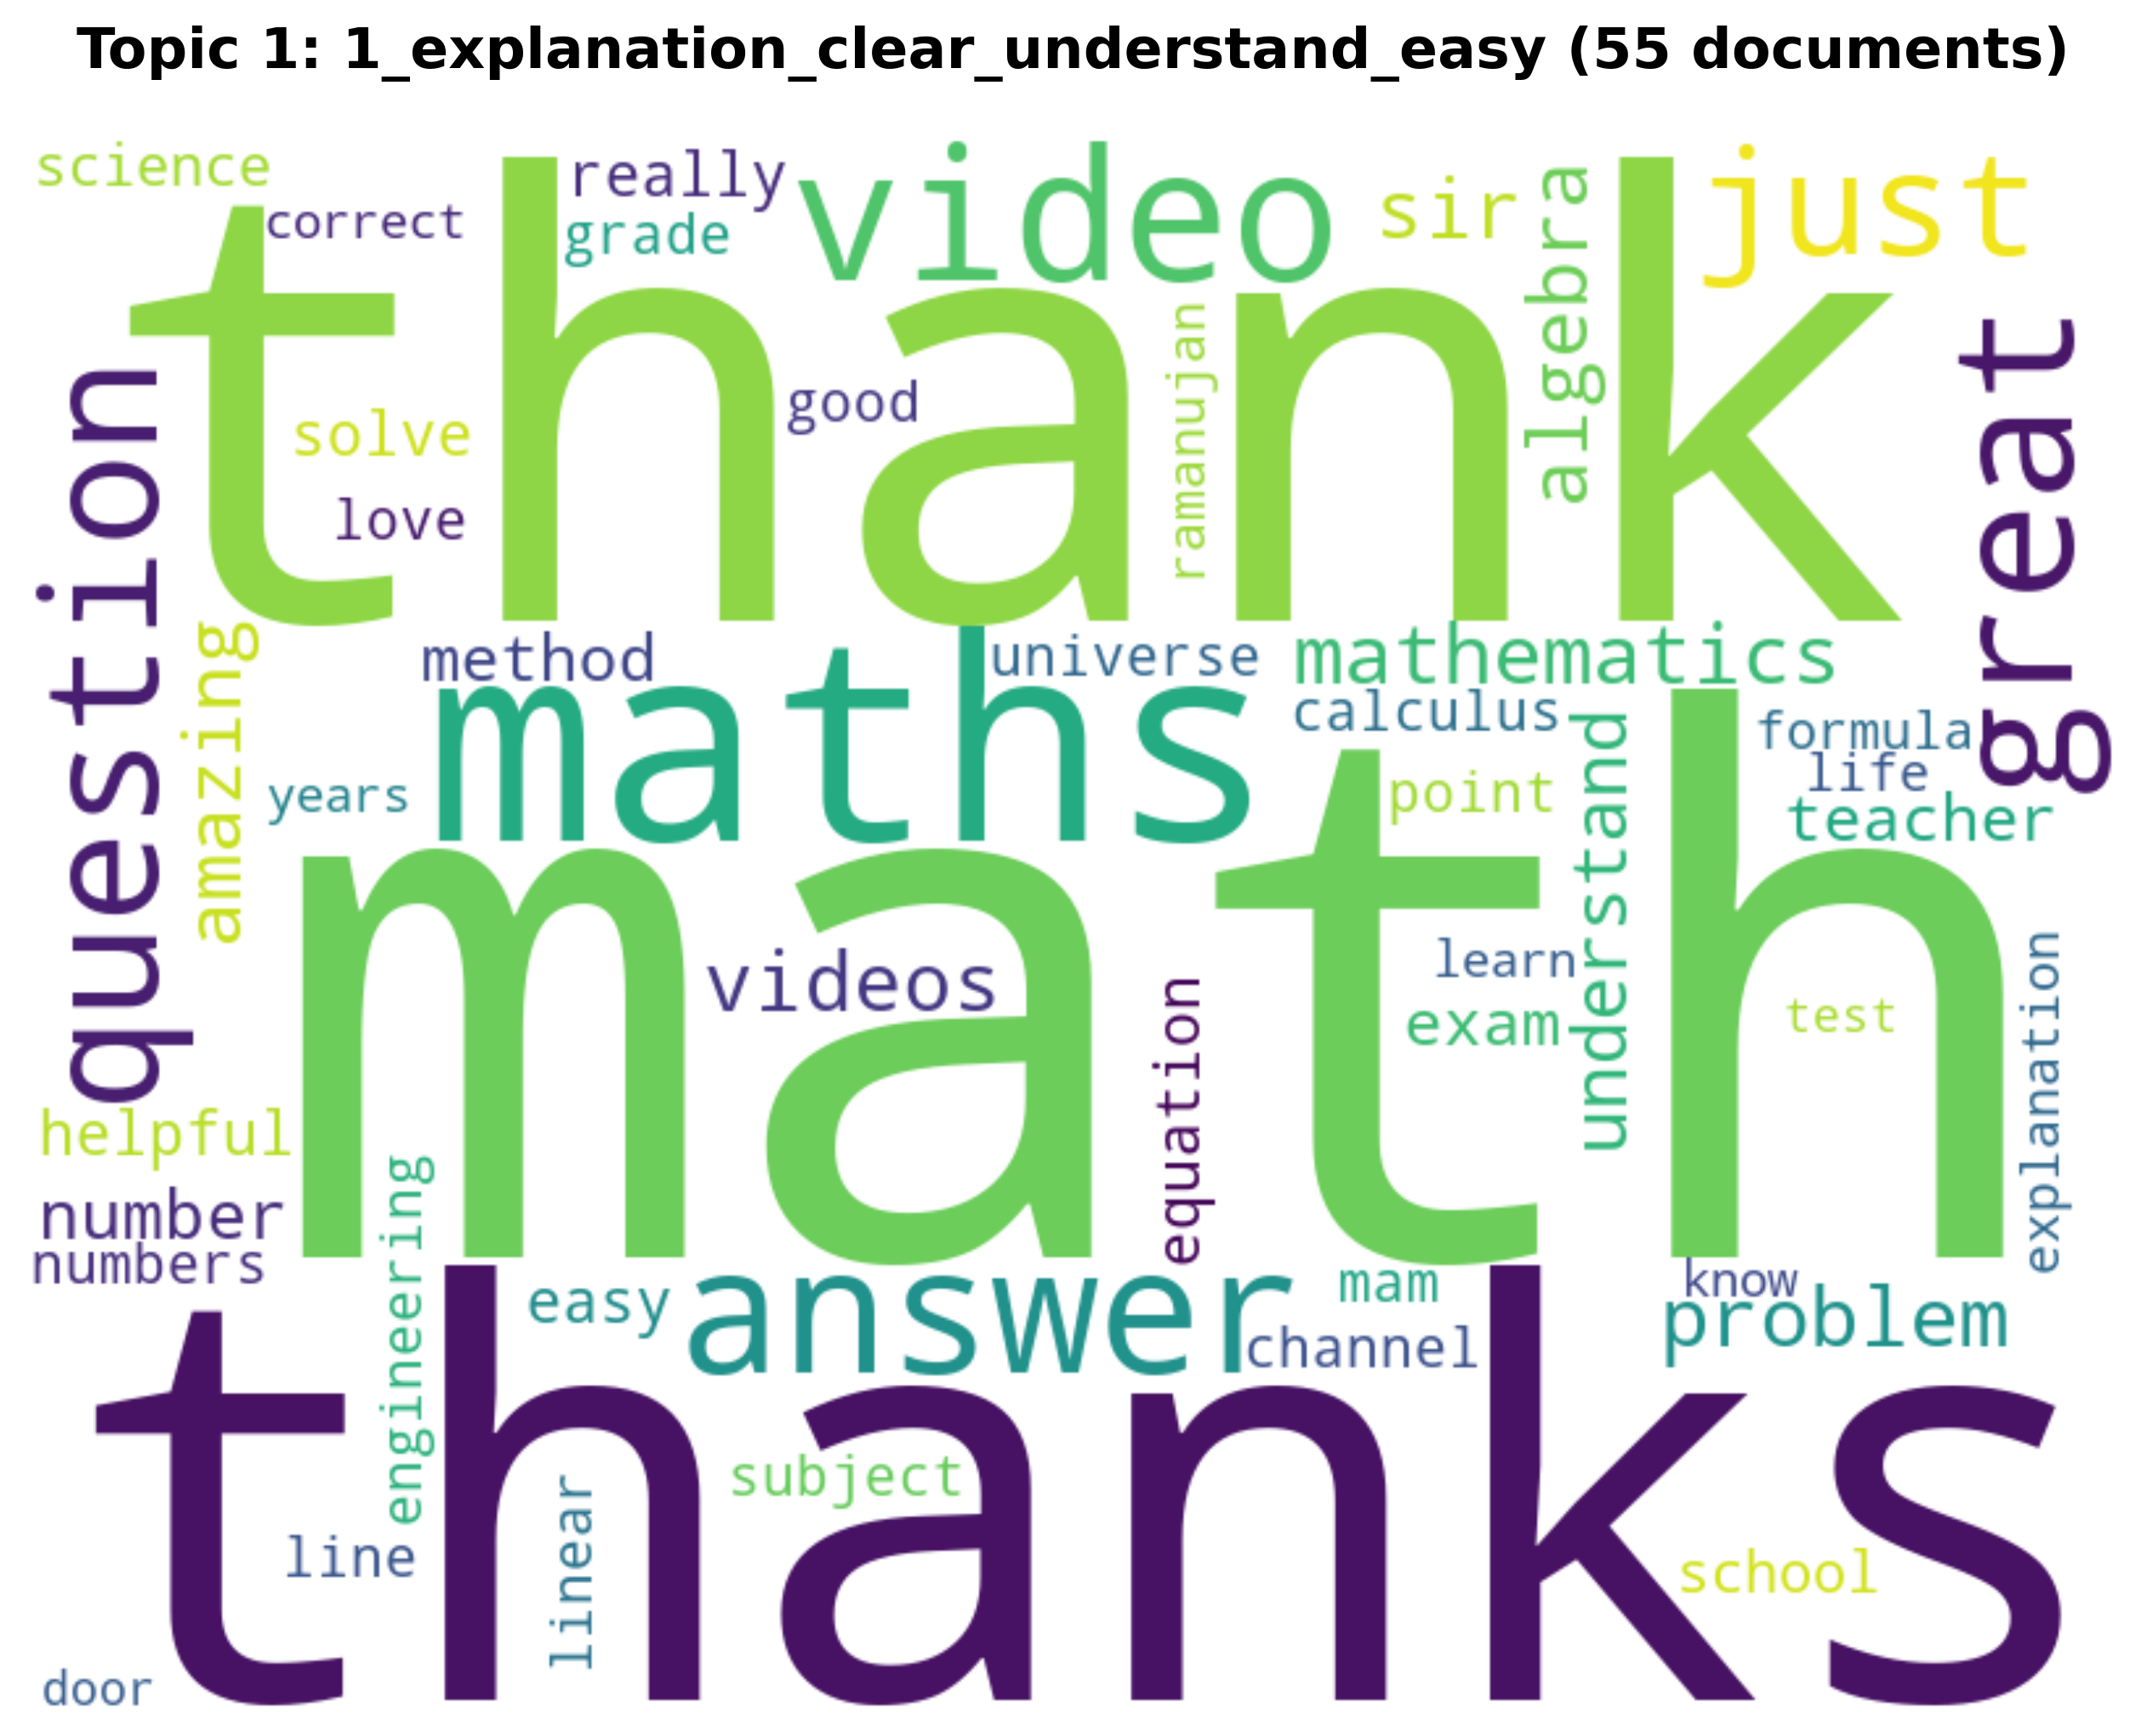 Topic 1: 1_explanation_clear_understand_easy (55 documents)
science
really
video
sir
just
correct
grade
algebra
thank
great
question
solve
good
ramanujan
love
amazing
method
universe
mathematics
maths
calculus
formula
life
years
point
understand
teacher
math
videos
learn
exam
test
equation
explanation
helpful
number
numbers
engineering
easy
answer
mam
know
channel
problem
thanks
subject
line
linear
school
door